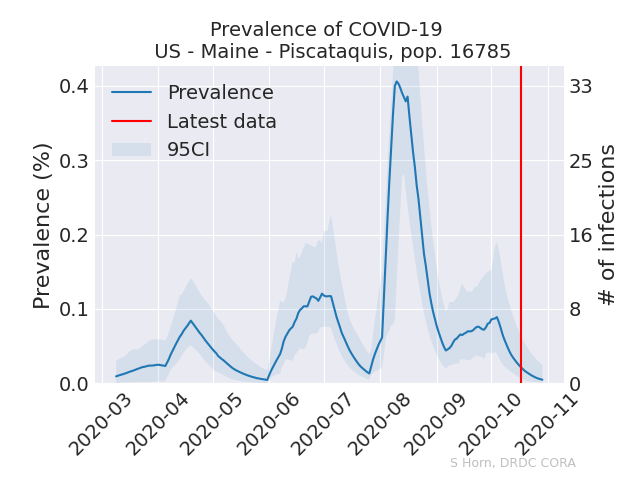 Prevalence of COVID-19
US - Maine - Piscataquis, pop. 16785
Prevalence (%)
0.4
0.3
0.2
0.1
0.0
Prevalence
Latest data
95CI
33
25
16
8
0
# of infections
2020-03
2020-04
2020-05
2020-06
2020-07
2020-08
2020-09
2020-10
2020-11
S Horn, DRDC CORA